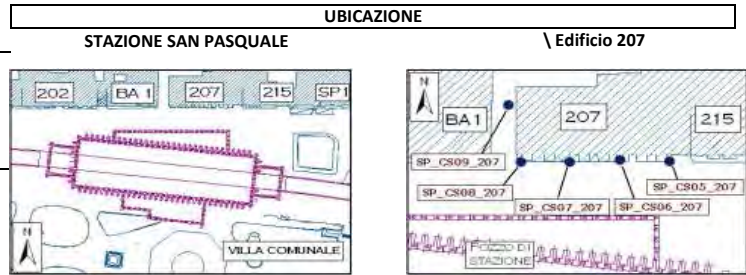 UBICAZIONE
STAZIONE SAN PASQUALE
\ Edificio 207
202
BA 1
207
215
SP1
VILLA COMUNALE
N
N
BA1
207
215
SP_CS09_207
SP_CS08_207
SP_CS07_207
SP_CS06_207
SP_CS05_207
POZZO DI
STAZIONE